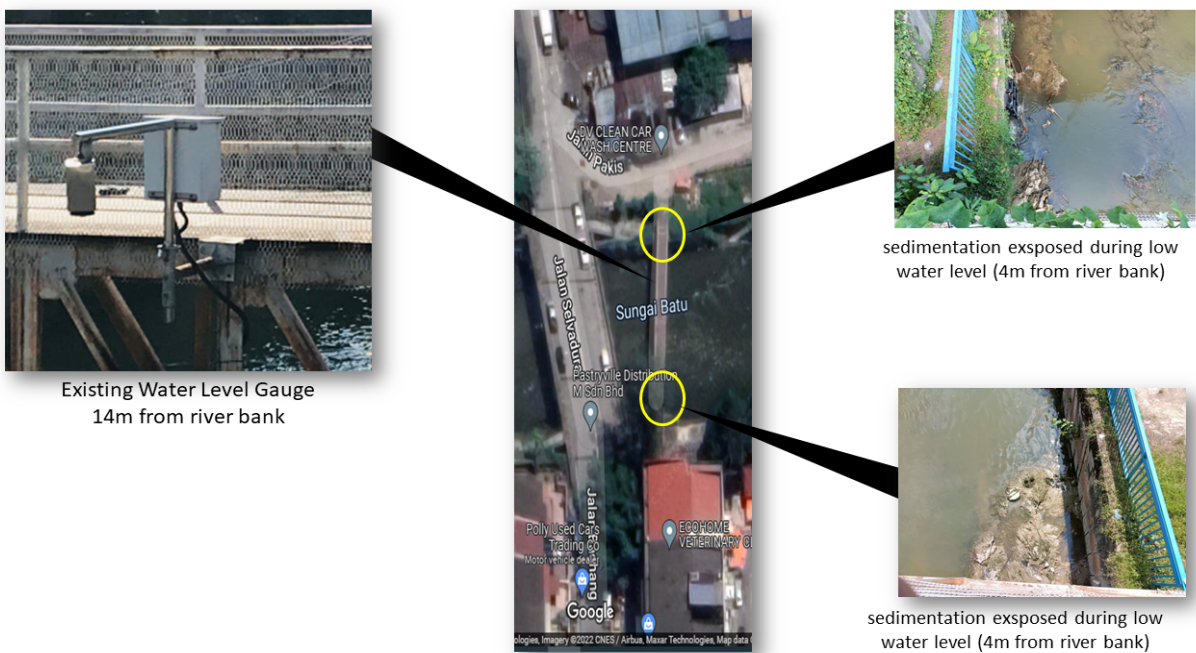 Existing Water Level Gauge
14m from river bank
DV CLEAN CAR
WASH CENTRE
Jalan Pakis
Jalan Selvadurai
Sungai Batu
Pastryville Distribution
M Sdn Bhd
Polly Used Cars
Trading Co
Motor vehicle dealer
ECOHOME
VETERINARY
Google
ologies, Imagery ©2022 CNES / Airbus, Maxar Technologies, Map data
sedimentation exsposed during low
water level (4m from river bank)
sedimentation exsposed during low
water level (4m from river bank)